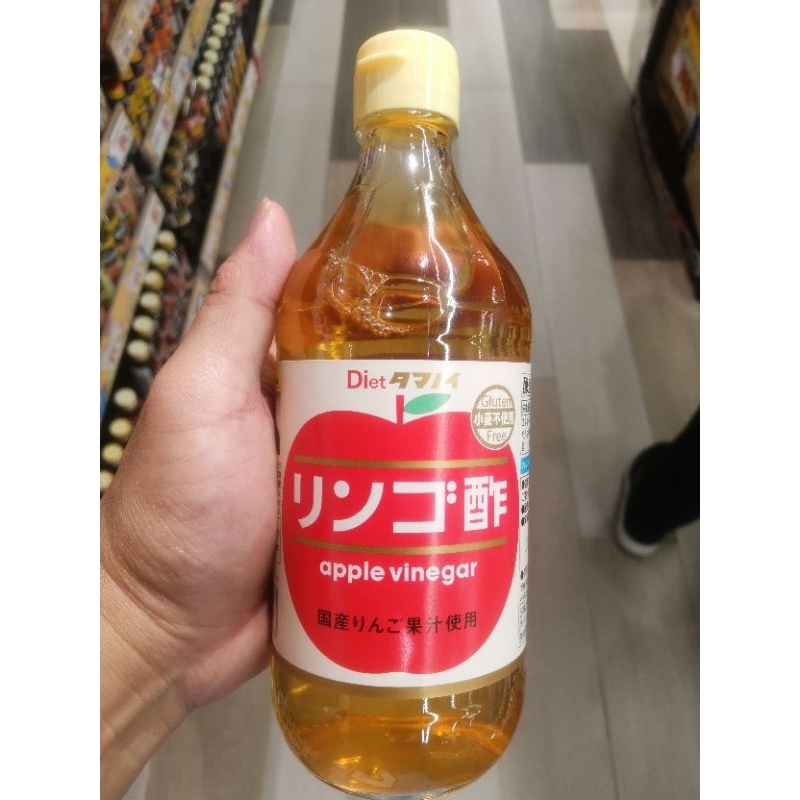 Diet タマノイ
Gluten
小麦不使用
Free
リンゴ酢
apple vinegar
国産りんご果汁使用